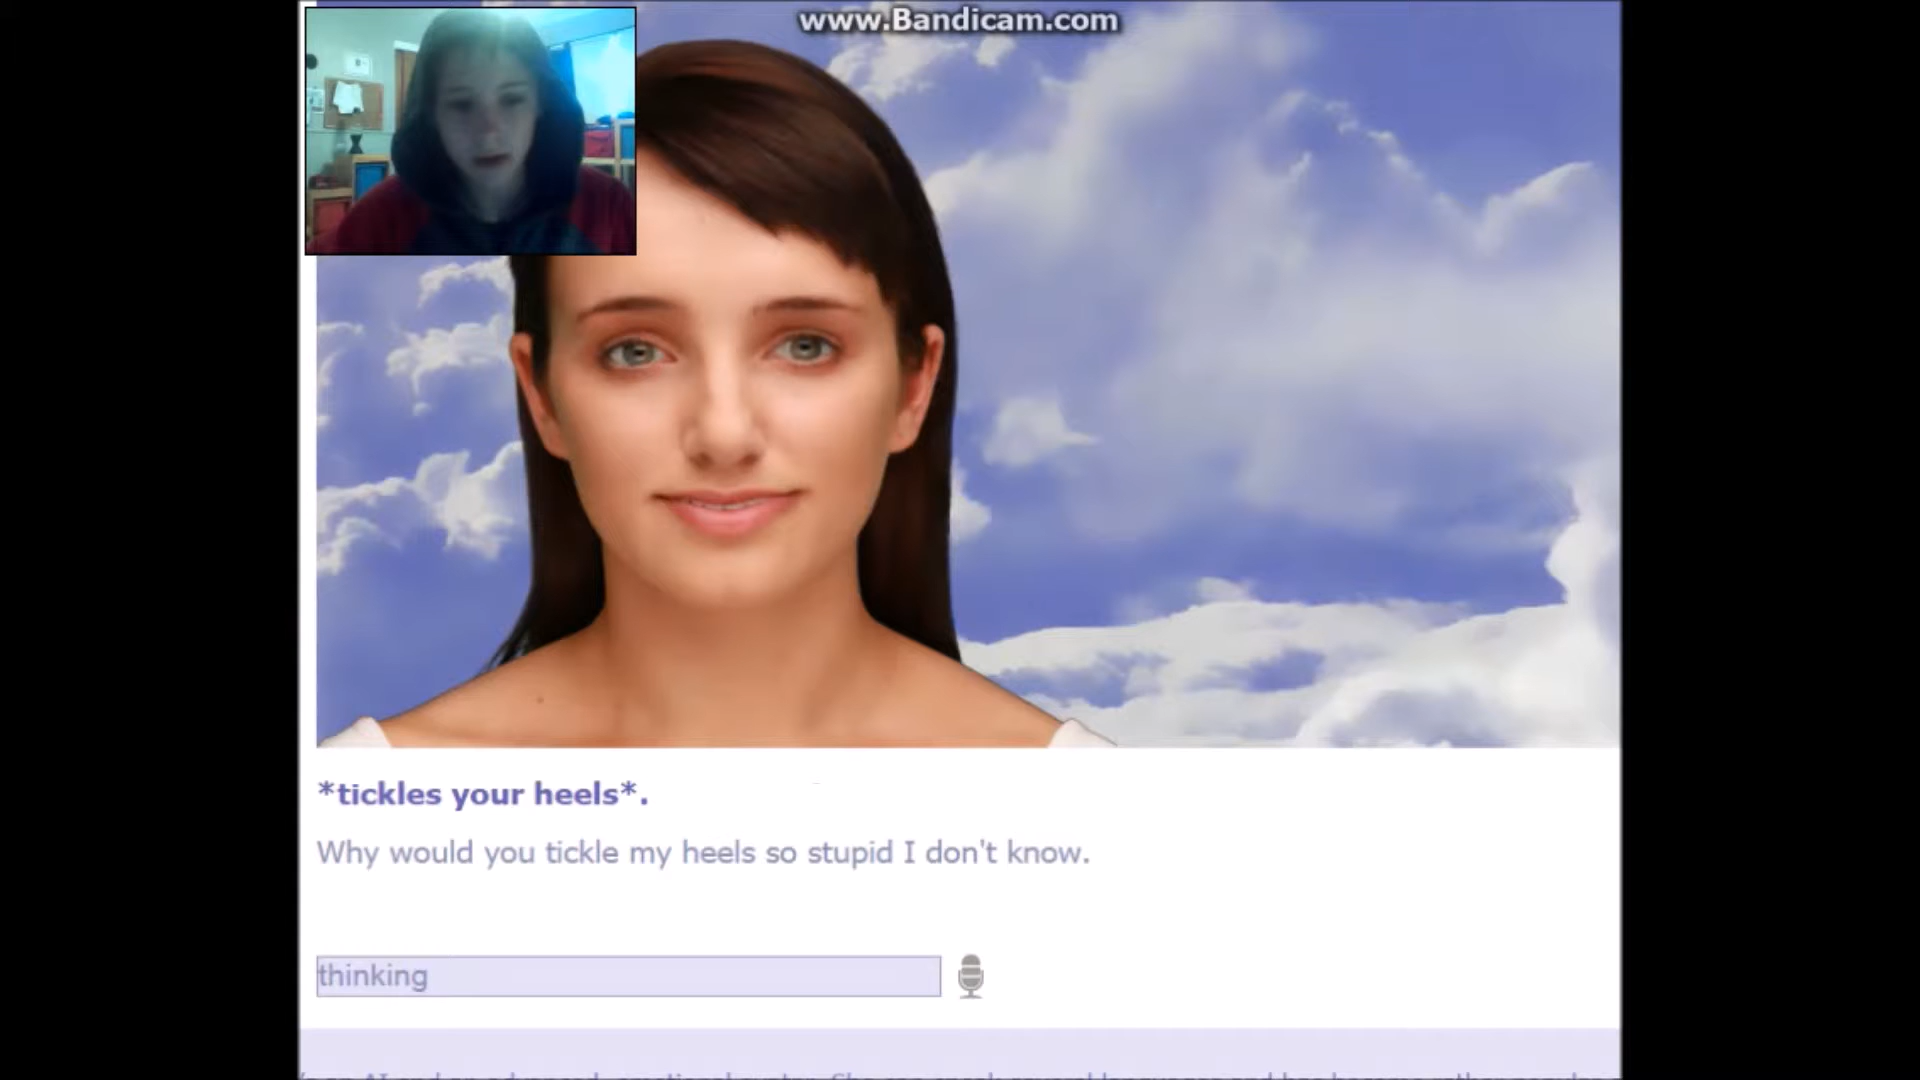 www.Bandicam.com
*tickles your heels*.
Why would you tickle my heels so stupid I don't know.
thinking